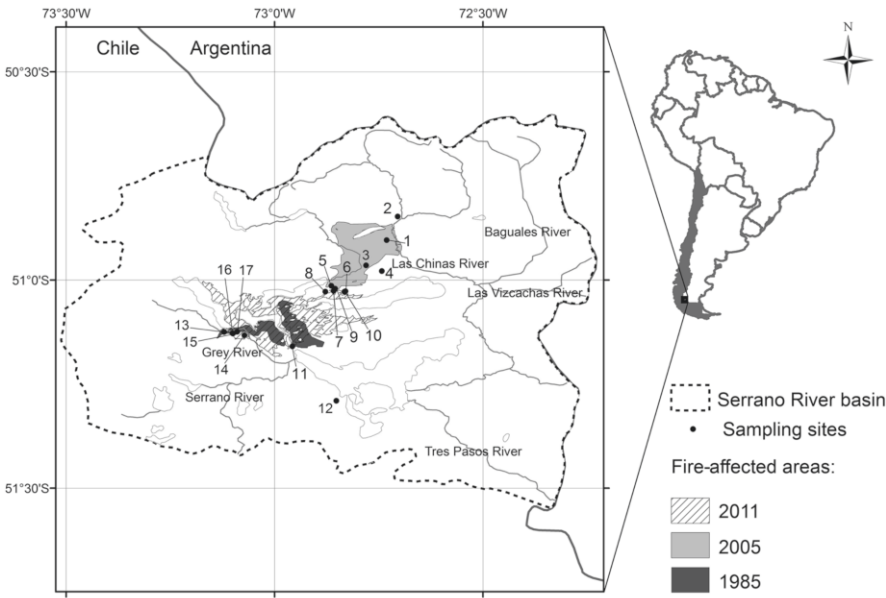 73°30'W 73°00'W 72°30'W
Chile Argentina
N
50°30'S
2
Baguales River
1
3
Las Chinas River
5 6
4
51°00'S
8
Las Vizcachas River
16 17
13
7 9 10
15
Grey River
14
11
Serrano River
12
Serrano River basin
Sampling sites
Tres Pasos River
Fire-affected areas:
51°30'S
2011
2005
1985